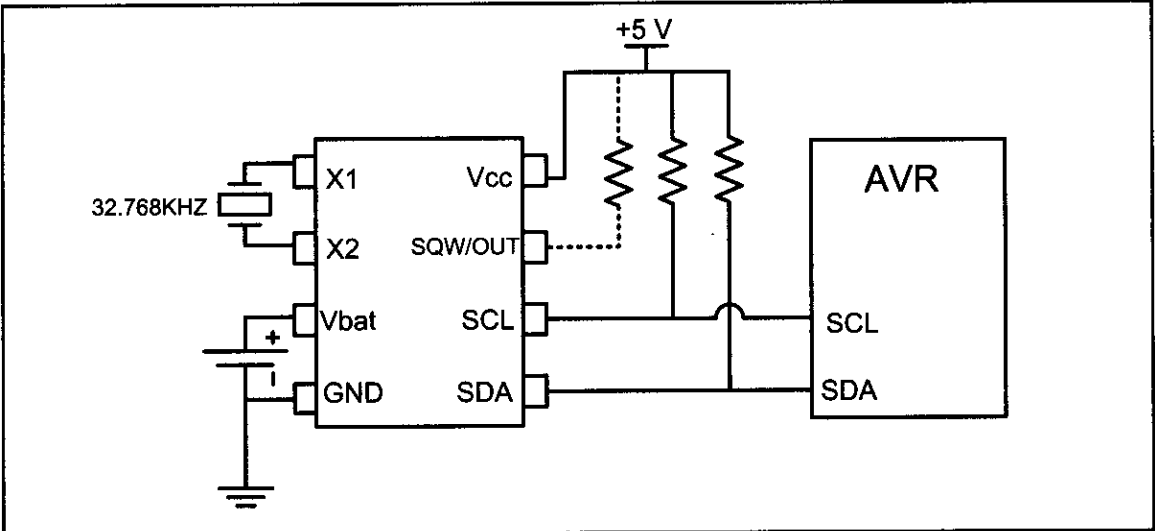 +5 V
32.768KHZ
X1
X2
Vbat
+
−
GND
Vcc
SQW/OUT
SCL
SDA
AVR
SCL
SDA